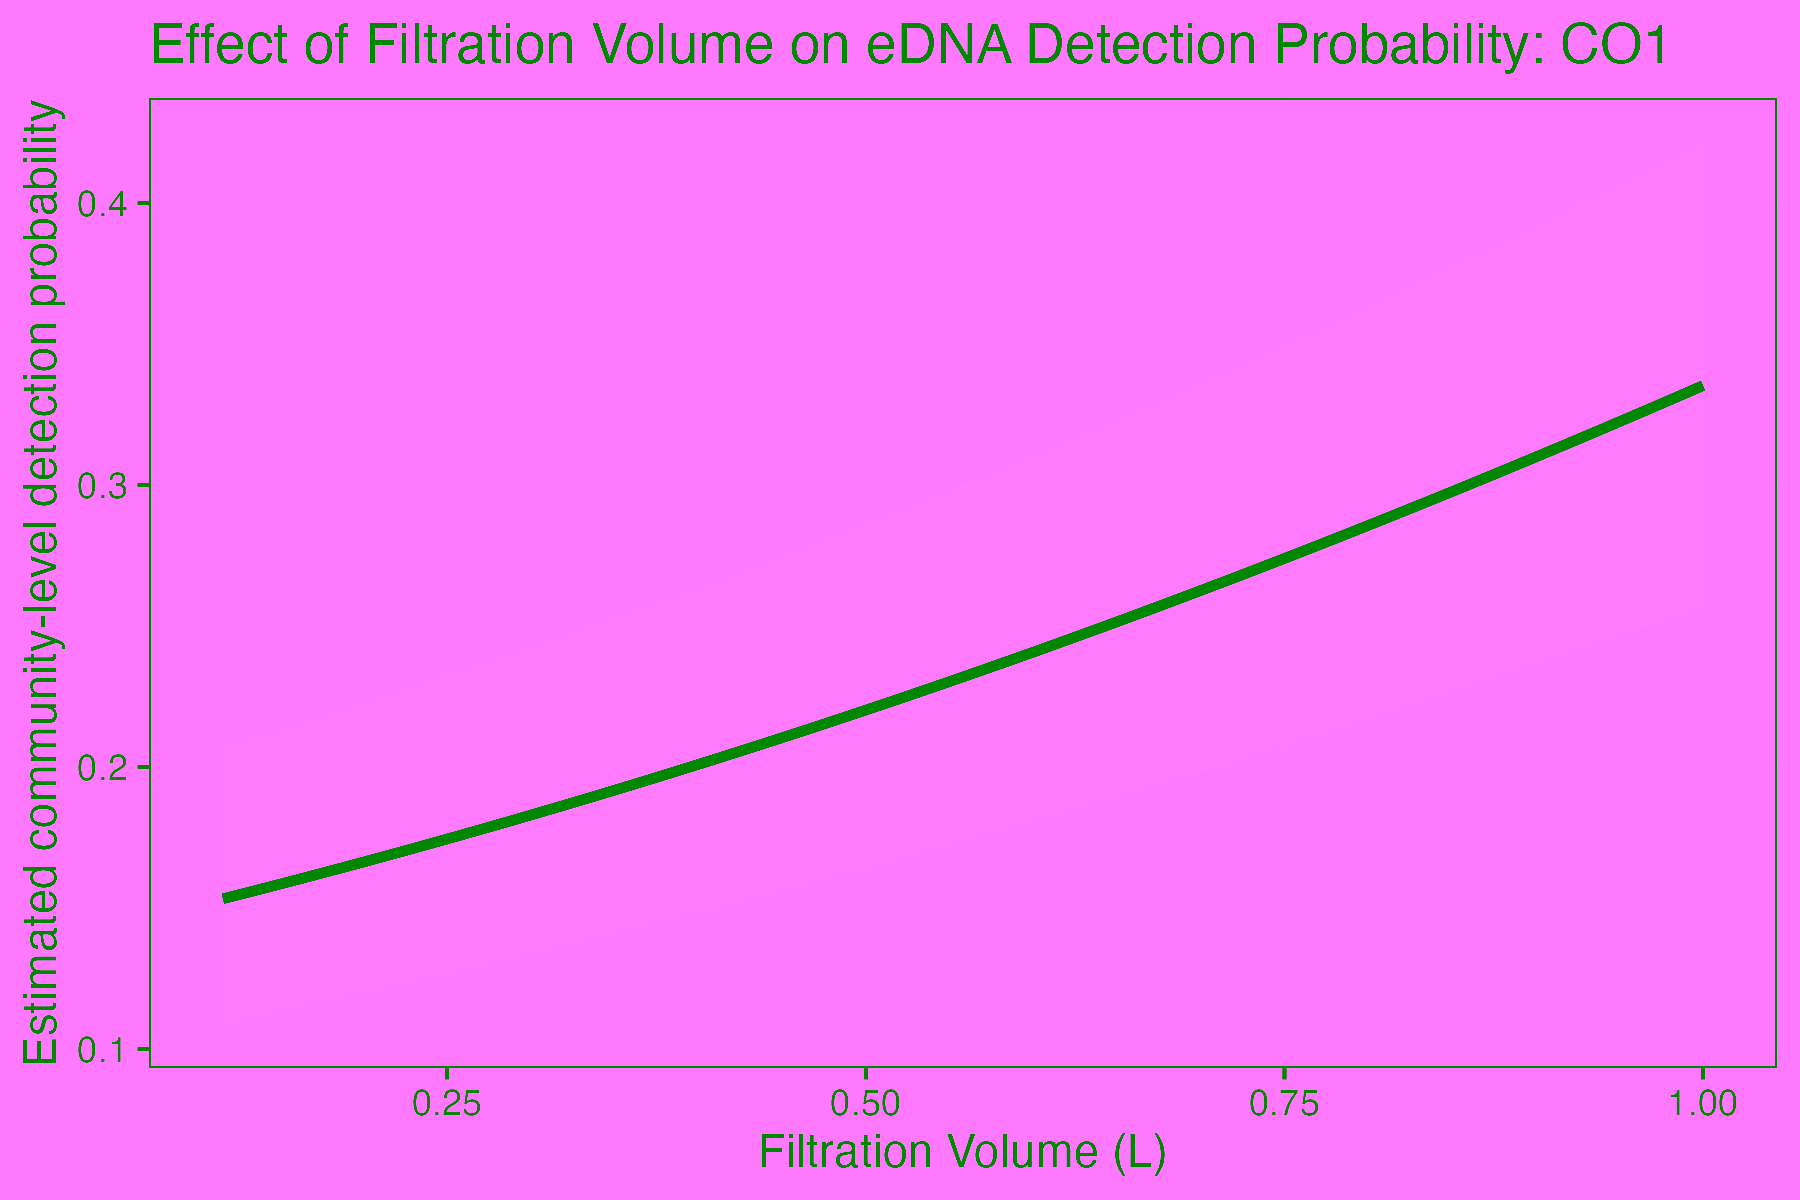 Effect of Filtration Volume on eDNA Detection Probability: CO1
Estimated community-level detection probability
0.4
0.3
0.2
0.1
0.25
0.50
0.75
1.00
Filtration Volume (L)